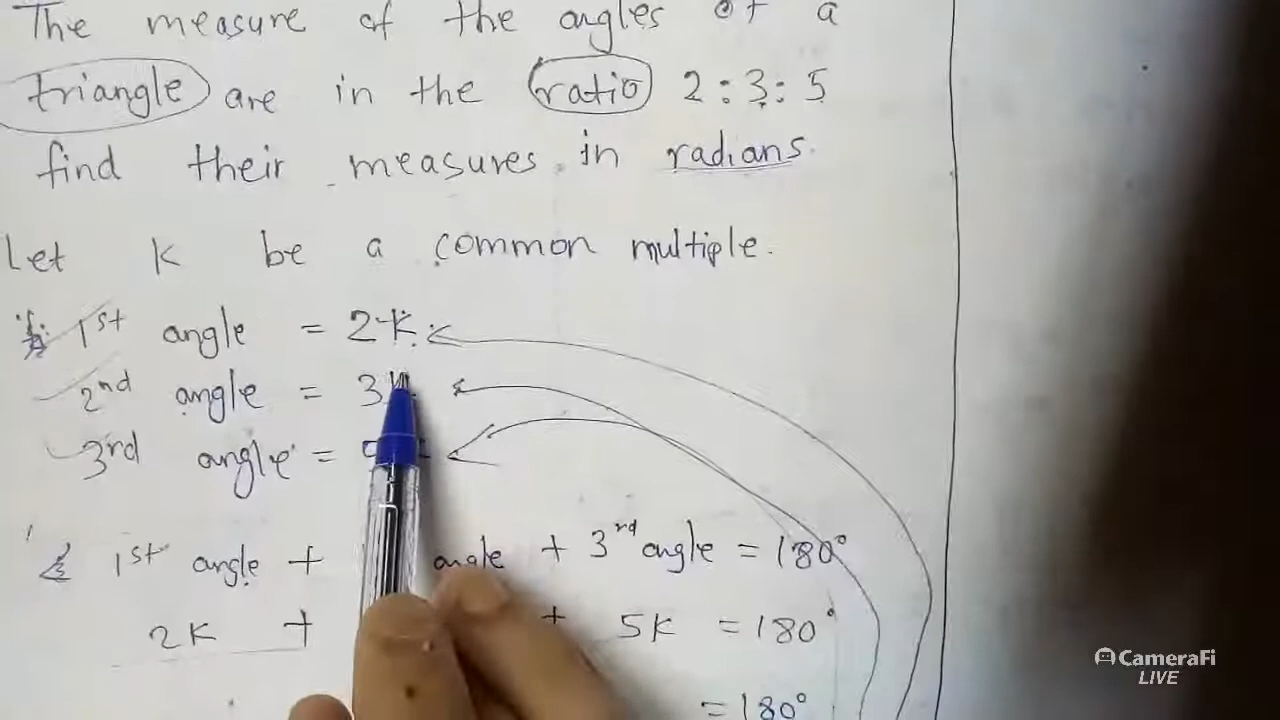 The measure of the angles of a
triangle are in the ratio 2 : 3 : 5
find their measures in radians.
Let K be a common multiple.
1st angle = 2K
2nd angle = 3
3rd angle =
1st angle + angle + 3rd angle = 180°
2K + + 5K = 180°
= 180°
CameraFi
LIVE